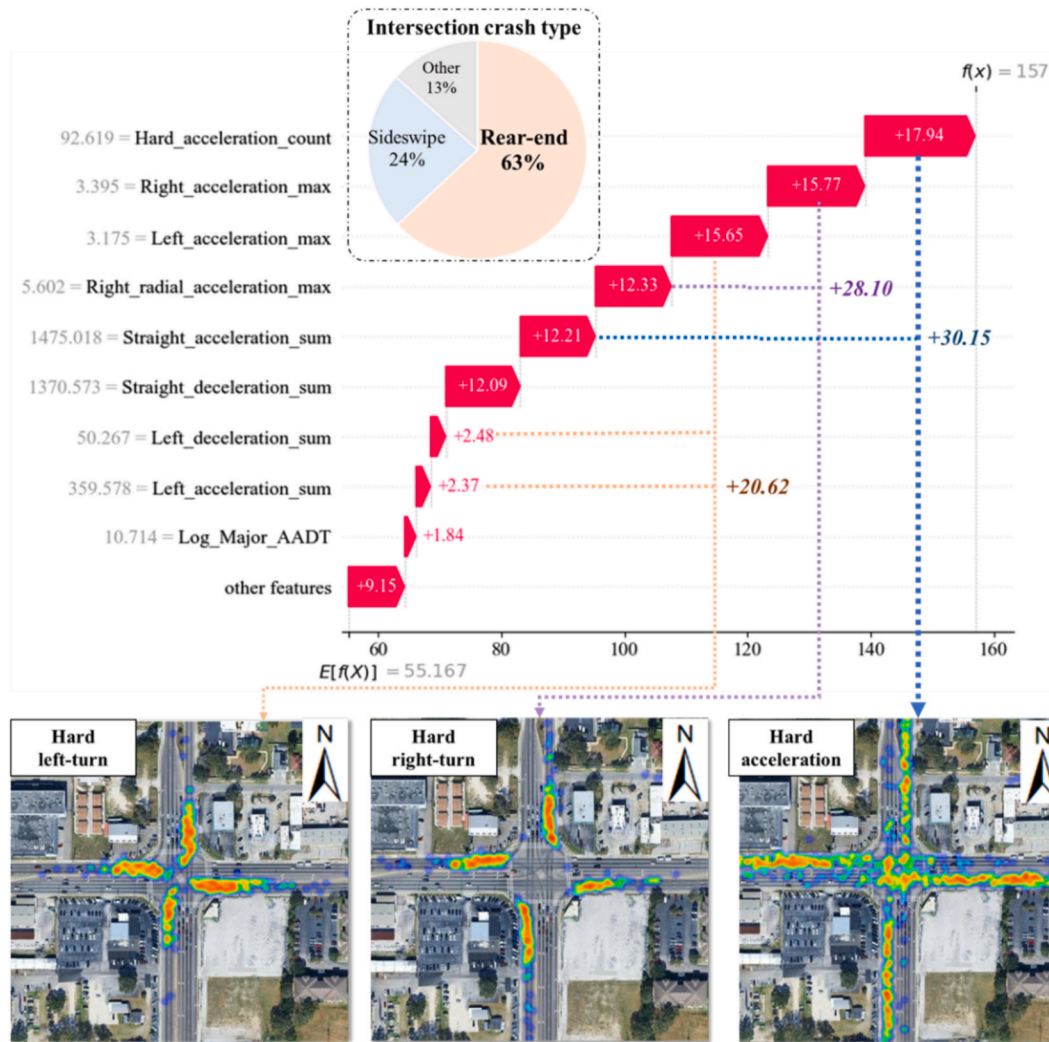 Intersection crash type
Other
13%
Sideswipe
24%
Rear-end
63%
f(x) = 157
92.619 = Hard_acceleration_count
+17.94
3.395 = Right_acceleration_max
+15.77
3.175 = Left_acceleration_max
+15.65
5.602 = Right_radial_acceleration_max
+12.33
+28.10
1475.018 = Straight_acceleration_sum
+12.21
+30.15
1370.573 = Straight_deceleration_sum
+12.09
50.267 = Left_deceleration_sum
+2.48
359.578 = Left_acceleration_sum
+2.37
+20.62
10.714 = Log_Major_AADT
+1.84
other features
+9.15
60 80 100 120 140 160
E[f(X)] = 55.167
Hard
left-turn
N
Hard
right-turn
N
Hard
acceleration
N